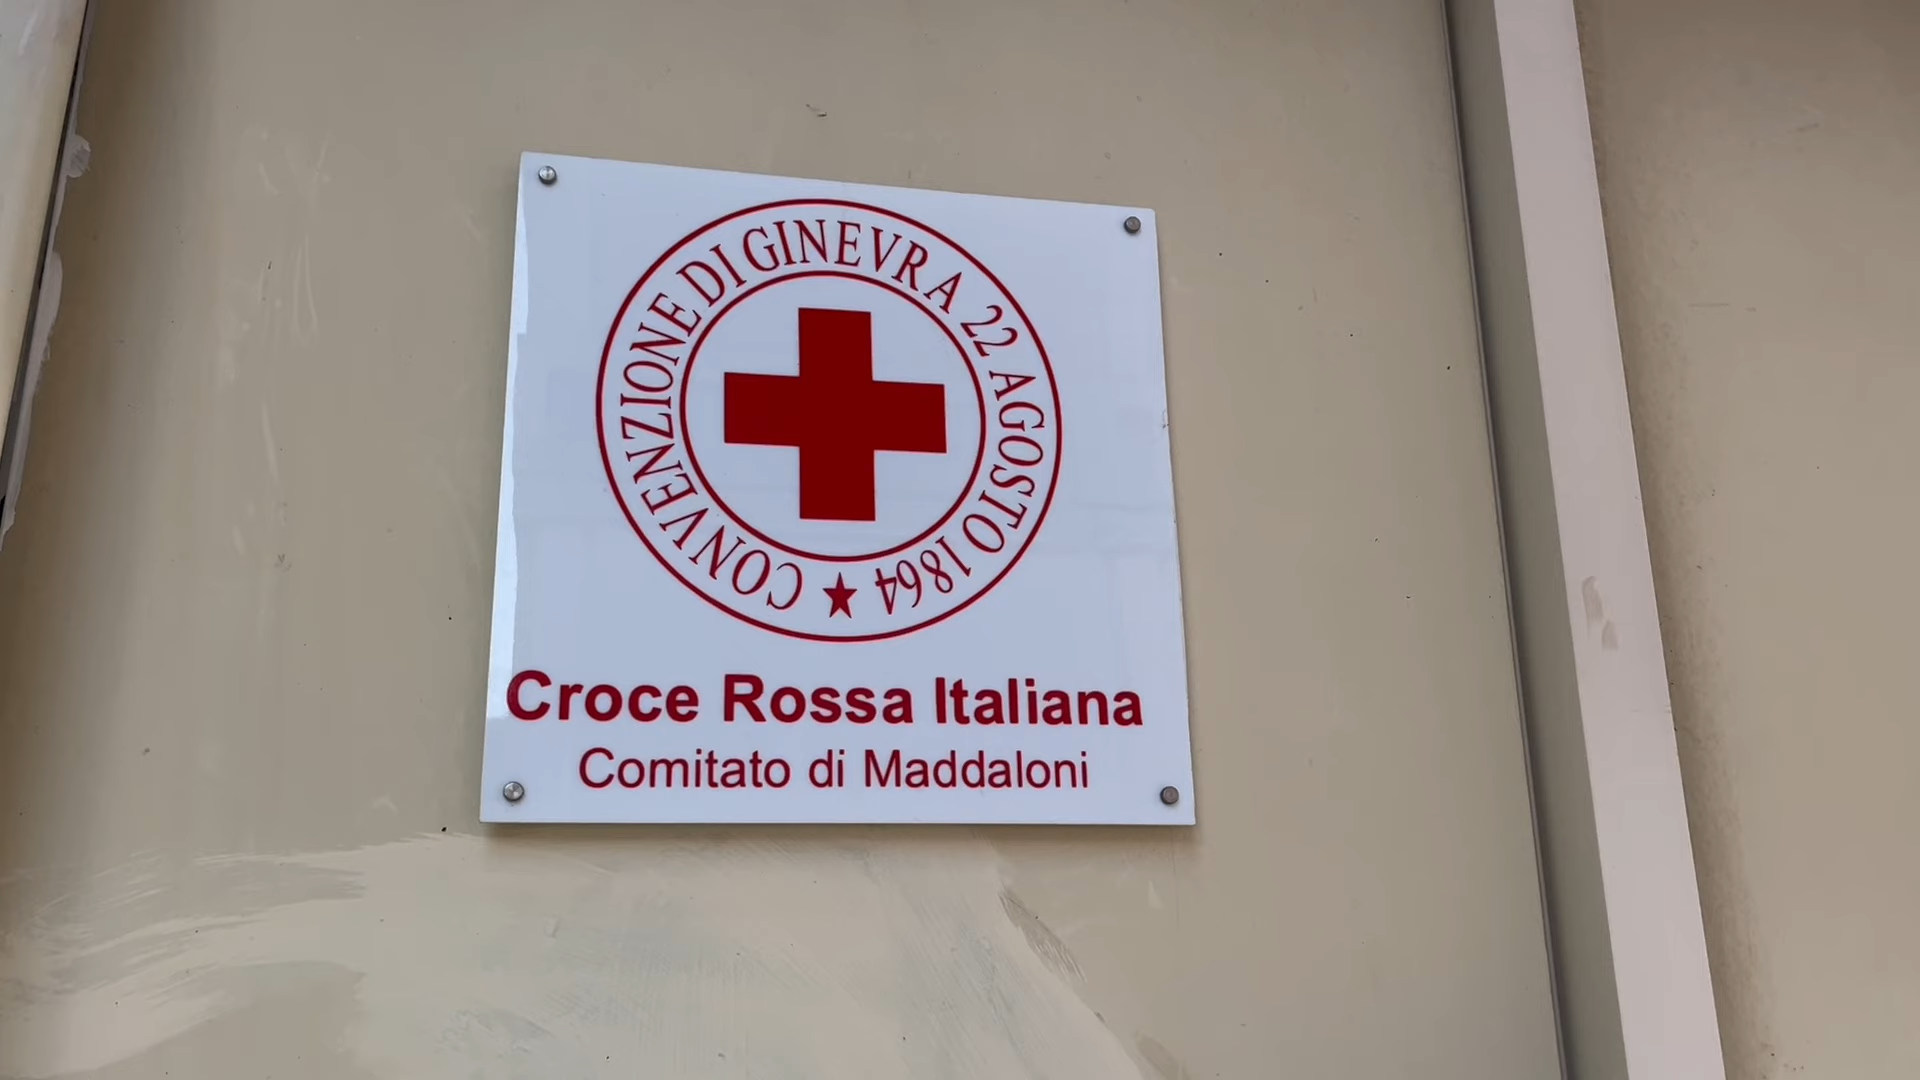 CONVENZIONE DI GINEVRA 22 AGOSTO 1864
Croce Rossa Italiana
Comitato di Maddaloni